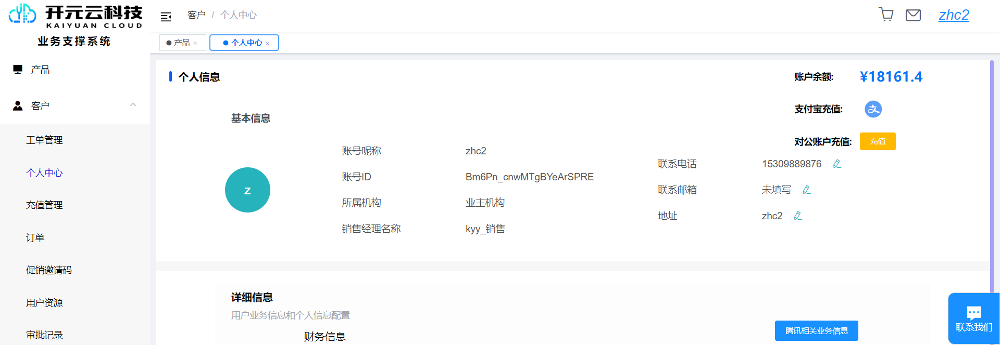 开元云科技
KAIYUAN CLOUD
业务支撑系统
产品
客户
工单管理
个人中心
充值管理
订单
促销邀请码
用户资源
审批记录
客户 / 个人中心
zhc2
产品 ×
个人中心 ×
个人信息
账户余额: ¥18161.4
支付宝充值: 支
对公账户充值: 充值
基本信息
Z
账号昵称 zhc2
账号ID Bm6Pn_cnwMTgBYeArSPRE
所属机构 业主机构
销售经理名称 kyy_销售
联系电话 15309889876
联系邮箱 未填写
地址 zhc2
详细信息
用户业务信息和个人信息配置
财务信息
腾讯相关业务信息
联系我们